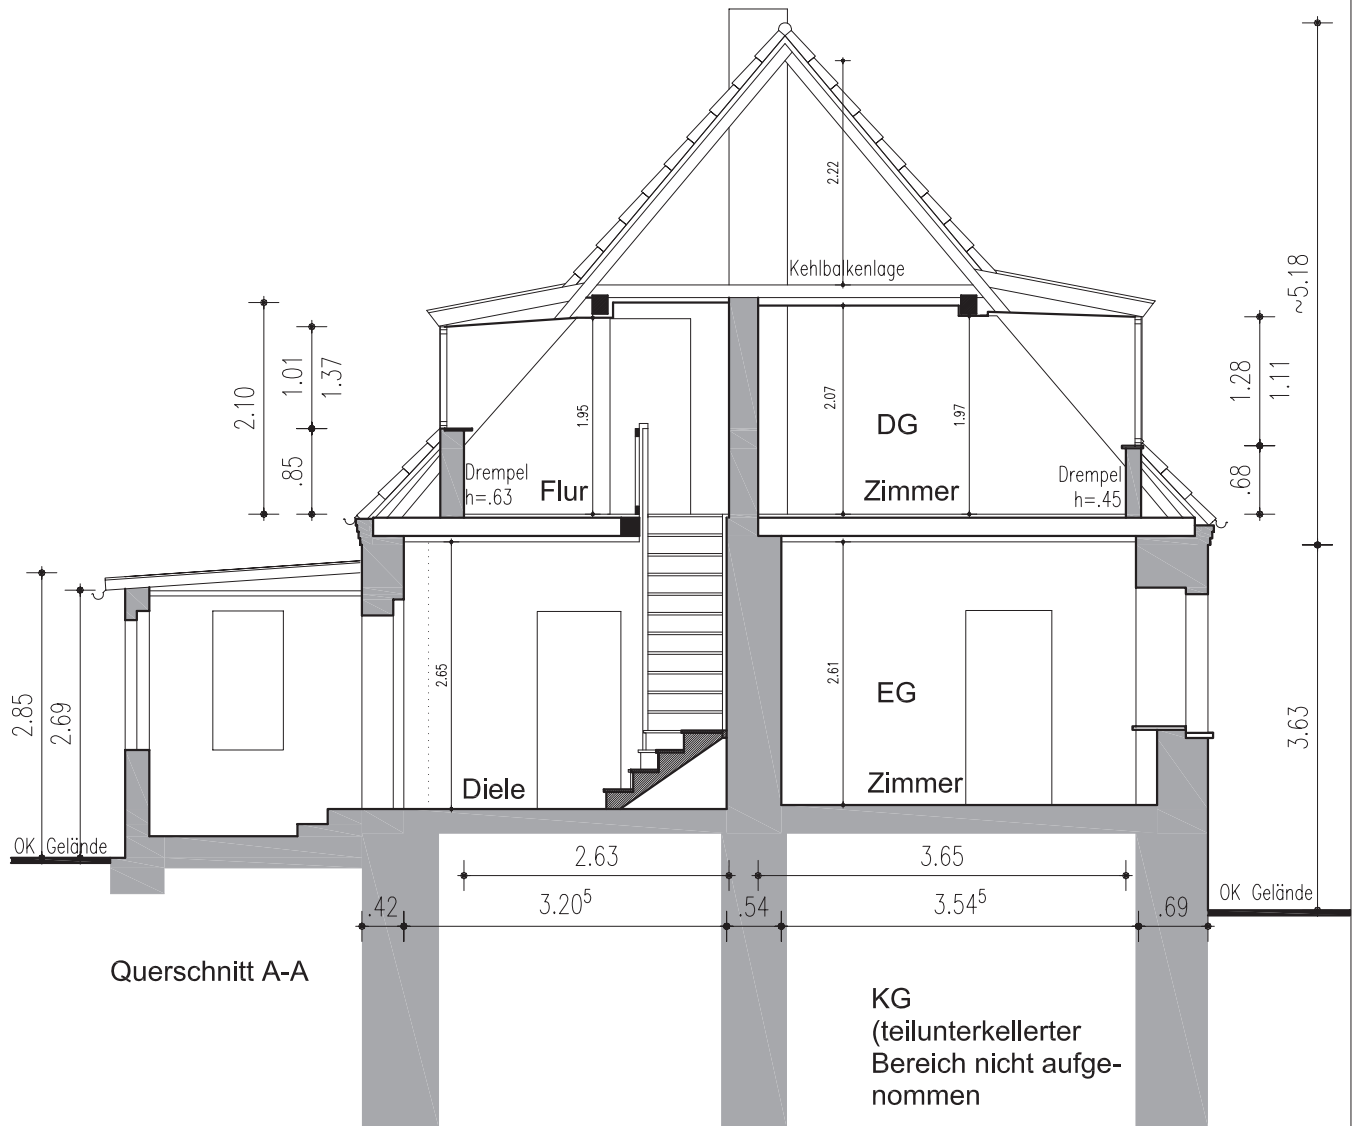 2.22
Kehlbalkenlage
~5.18
2.10
1.01
1.37
.85
1.95
2.07
1.97
DG
1.28
1.11
.68
Drempel
h=.63
Flur
Zimmer
Drempel
h=.45
2.85
2.69
2.65
2.61
EG
3.63
Diele
Zimmer
OK Gelände
2.63
3.65
.42
3.20⁵
.54
3.54⁵
.69
OK Gelände
Querschnitt A-A
KG
(teilunterkellerter
Bereich nicht aufge-
nommen